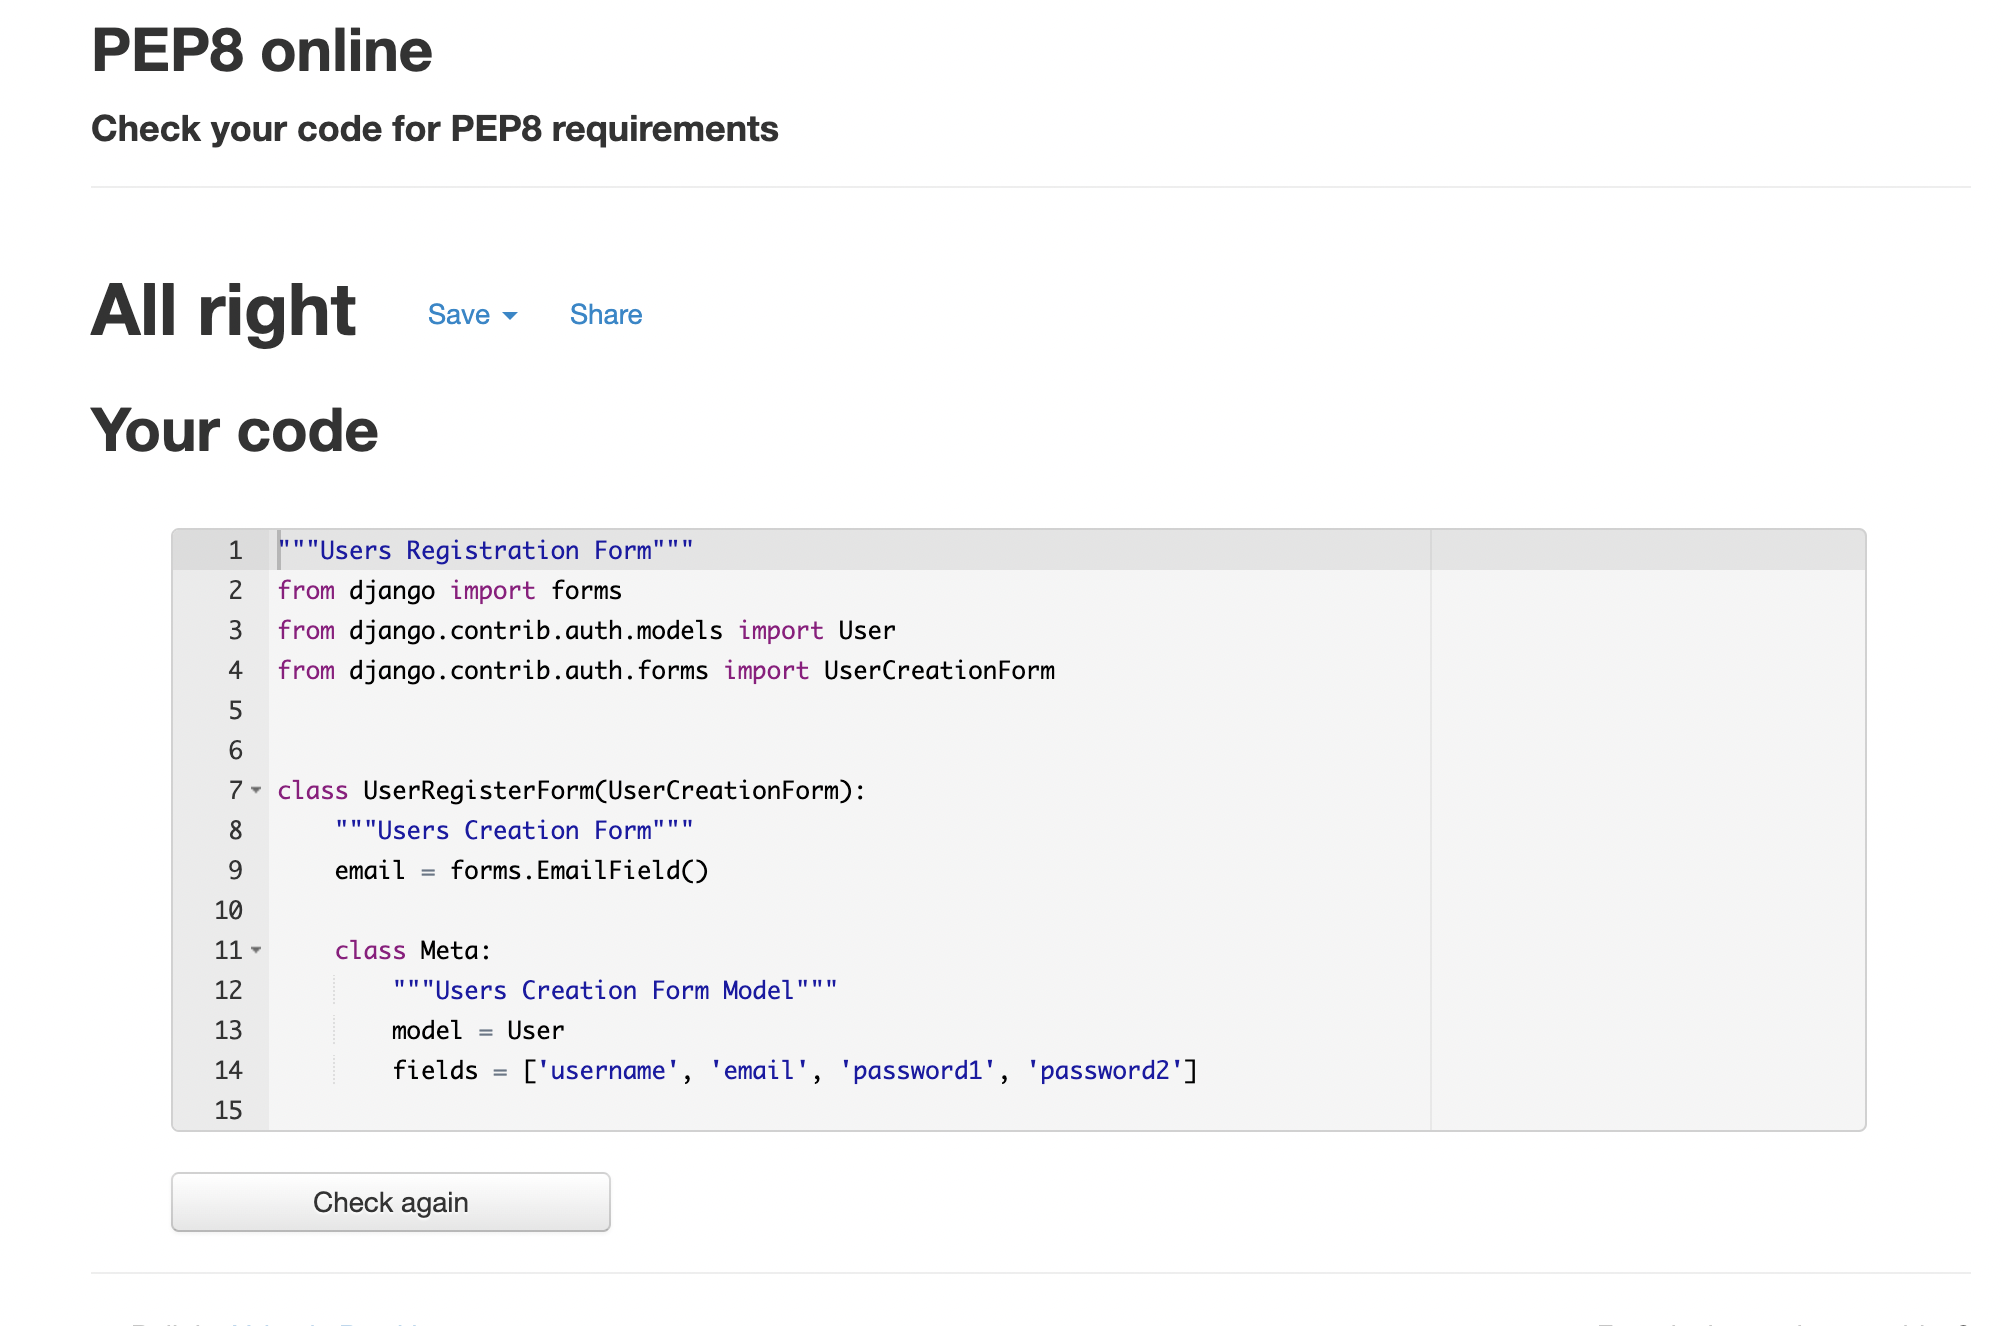 PEP8 online
Check your code for PEP8 requirements
All right Save Share
Your code
1 """Users Registration Form"""
2 from django import forms
3 from django.contrib.auth.models import User
4 from django.contrib.auth.forms import UserCreationForm
5
6
7 class UserRegisterForm(UserCreationForm):
8     """Users Creation Form"""
9     email = forms.EmailField()
10
11     class Meta:
12         """Users Creation Form Model"""
13         model = User
14         fields = ['username', 'email', 'password1', 'password2']
15
Check again